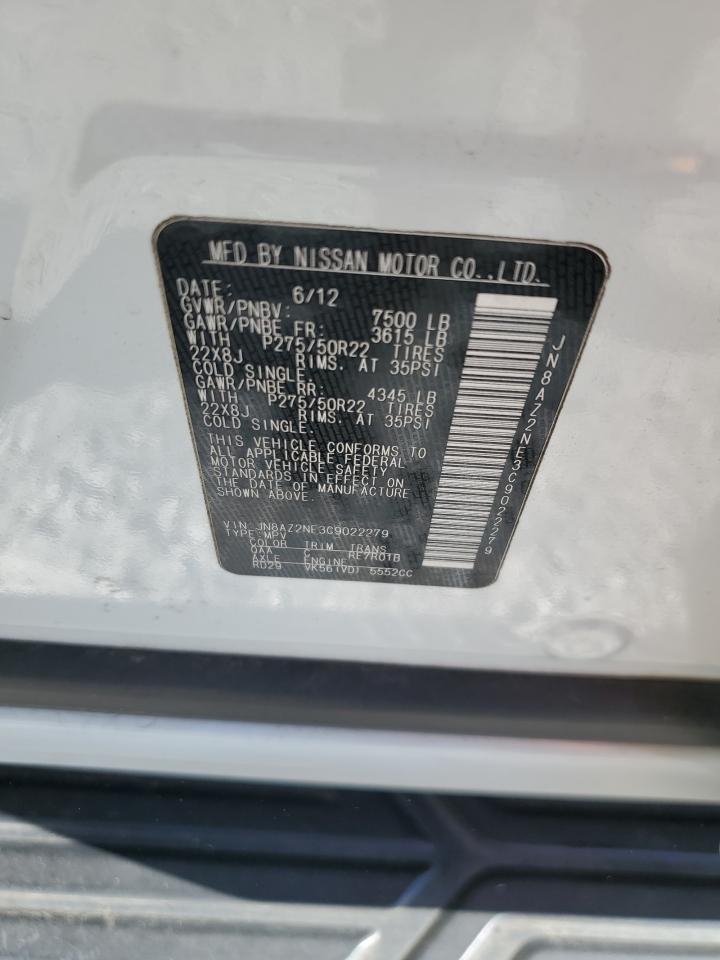 MFD BY NISSAN MOTOR CO.,LTD.
DATE: 6/12
GVWR/PNBV: 7500 LB
GAWR/PNBE FR: 3615 LB
WITH P275/50R22 TIRES
22X8J RIMS. AT 35PSI
COLD SINGLE.
GAWR/PNBE RR: 4345 LB
WITH P275/50R22 TIRES
22X8J RIMS. AT 35PSI
COLD SINGLE.
THIS VEHICLE CONFORMS TO
ALL APPLICABLE FEDERAL
MOTOR VEHICLE SAFETY
STANDARDS IN EFFECT ON
THE DATE OF MANUFACTURE
SHOWN ABOVE.
VIN: JN8AZ2NE3C9022279
TYPE:MPV
COLOR TRIM TRANS
QAA C RE7R01B
AXLE ENGINE
RD29 VK56(VD) 5552CC
JN8AZ2NE3C9022279